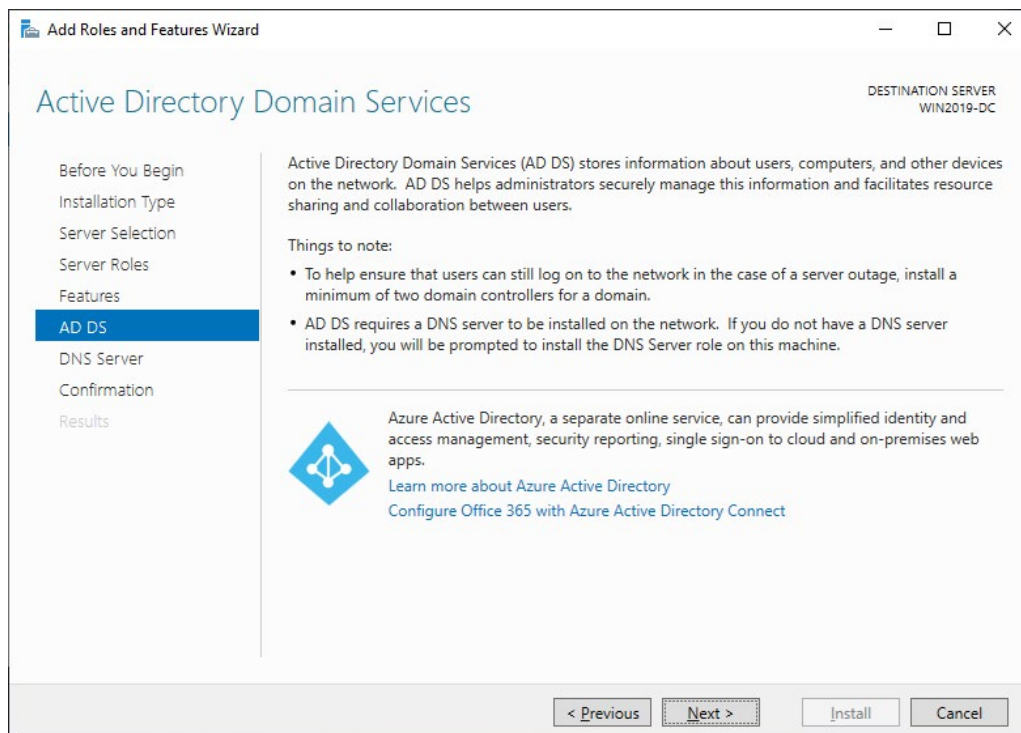 Add Roles and Features Wizard
Active Directory Domain Services
DESTINATION SERVER
WIN2019-DC
Before You Begin
Installation Type
Server Selection
Server Roles
Features
AD DS
DNS Server
Confirmation
Results
Active Directory Domain Services (AD DS) stores information about users, computers, and other devices
on the network.  AD DS helps administrators securely manage this information and facilitates resource
sharing and collaboration between users.
Things to note:
• To help ensure that users can still log on to the network in the case of a server outage, install a
minimum of two domain controllers for a domain.
• AD DS requires a DNS server to be installed on the network.  If you do not have a DNS server
installed, you will be prompted to install the DNS Server role on this machine.
Azure Active Directory, a separate online service, can provide simplified identity and
access management, security reporting, single sign-on to cloud and on-premises web
apps.
Learn more about Azure Active Directory
Configure Office 365 with Azure Active Directory Connect
< Previous
Next >
Install
Cancel